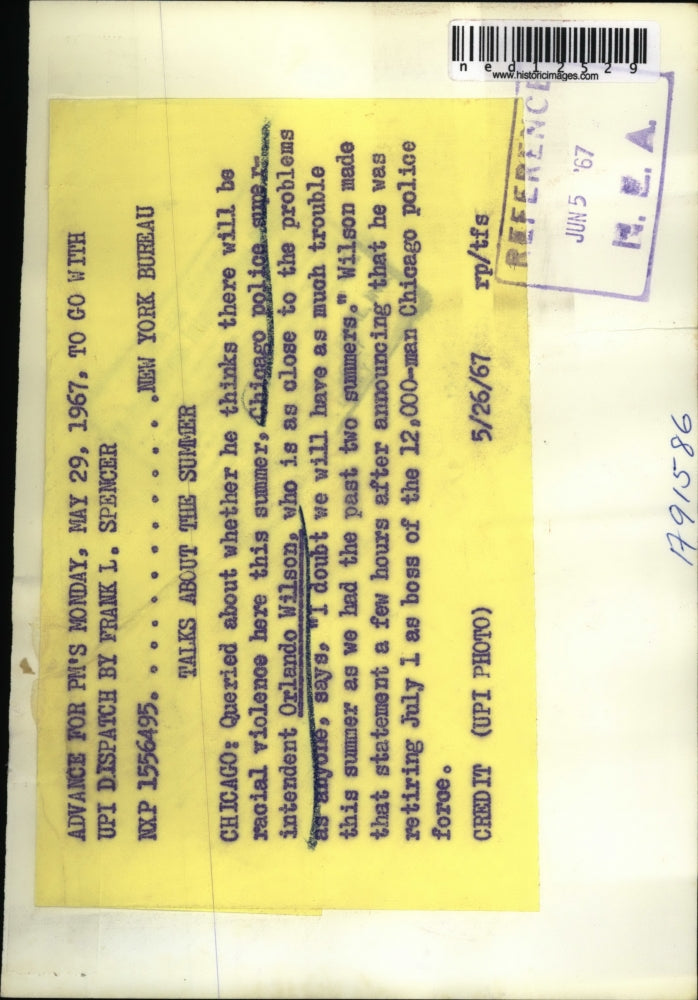 ADVANCE FOR PM'S MONDAY, MAY 29, 1967, TO GO WITH
UPI DISPATCH BY FRANK L. SPENCER
NXP 1556495. . . . . . . . . . . . . .NEW YORK BUREAU
TALKS ABOUT THE SUMMER
CHICAGO: Queried about whether he thinks there will be
racial violence here this summer, Chicago police super-
intendent Orlando Wilson, who is as close to the problems
as anyone, says, "I doubt we will have as much trouble
this summer as we had the past two summers." Wilson made
that statement a few hours after announcing that he was
retiring July 1 as boss of the 12,000-man Chicago police
force.
CREDIT (UPI PHOTO) 5/26/67 rp/tfs
ned12529
www.historicimages.com
REFERENCE
JUN 5 '67
N. E. A.
1791586